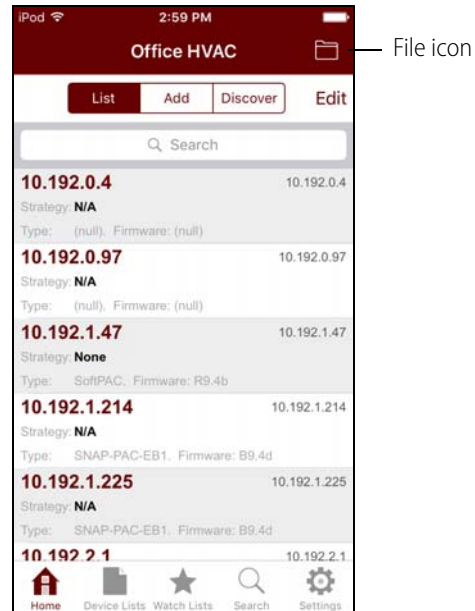 iPod 2:59 PM
Office HVAC
File icon
List Add Discover Edit
Search
10.192.0.4 10.192.0.4
Strategy: N/A
Type: (null). Firmware: (null)
10.192.0.97 10.192.0.97
Strategy: N/A
Type: (null). Firmware: (null)
10.192.1.47 10.192.1.47
Strategy: None
Type: SoftPAC. Firmware: R9.4b
10.192.1.214 10.192.1.214
Strategy: N/A
Type: SNAP-PAC-EB1. Firmware: B9.4d
10.192.1.225 10.192.1.225
Strategy: N/A
Type: SNAP-PAC-EB1. Firmware: B9.4d
10.192.2.1 10.192.2.1
Home Device Lists Watch Lists Search Settings